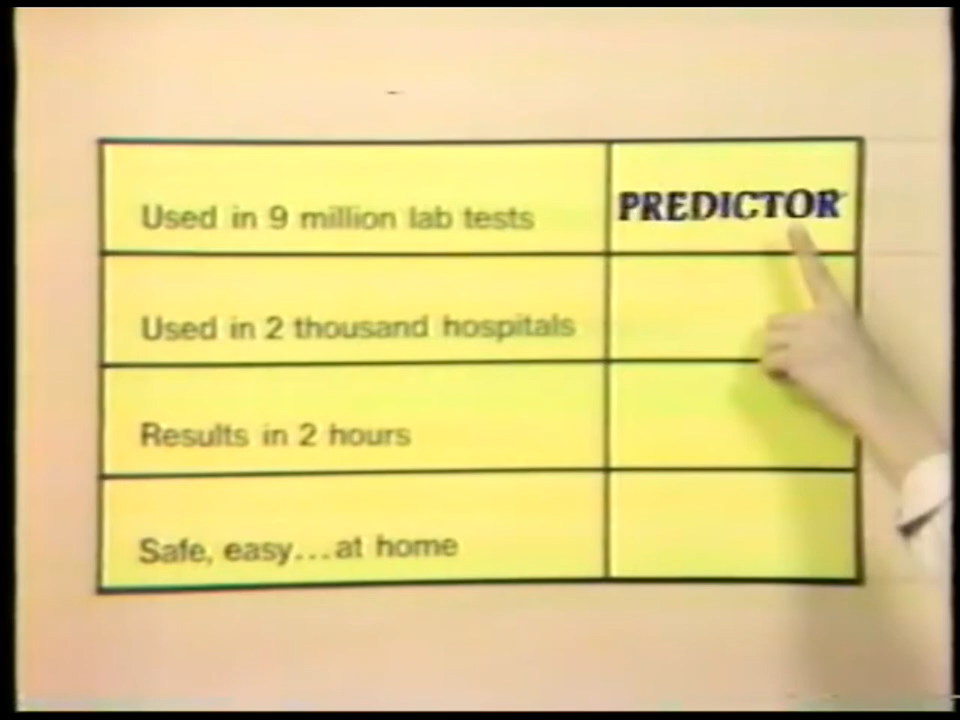 Used in 9 million lab tests
PREDICTOR
Used in 2 thousand hospitals
Results in 2 hours
Safe, easy...at home